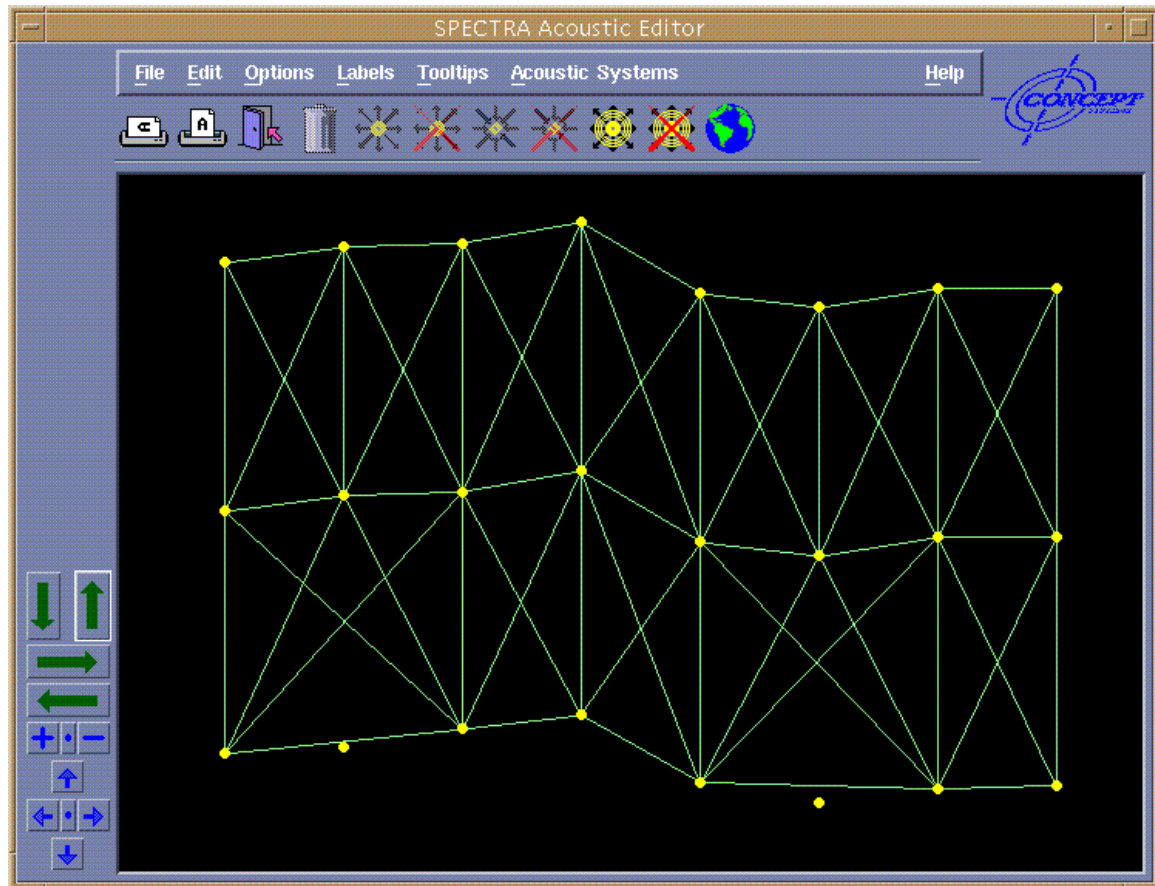 SPECTRA Acoustic Editor
File Edit Options Labels Tooltips Acoustic Systems Help
CONCEPT
A
A